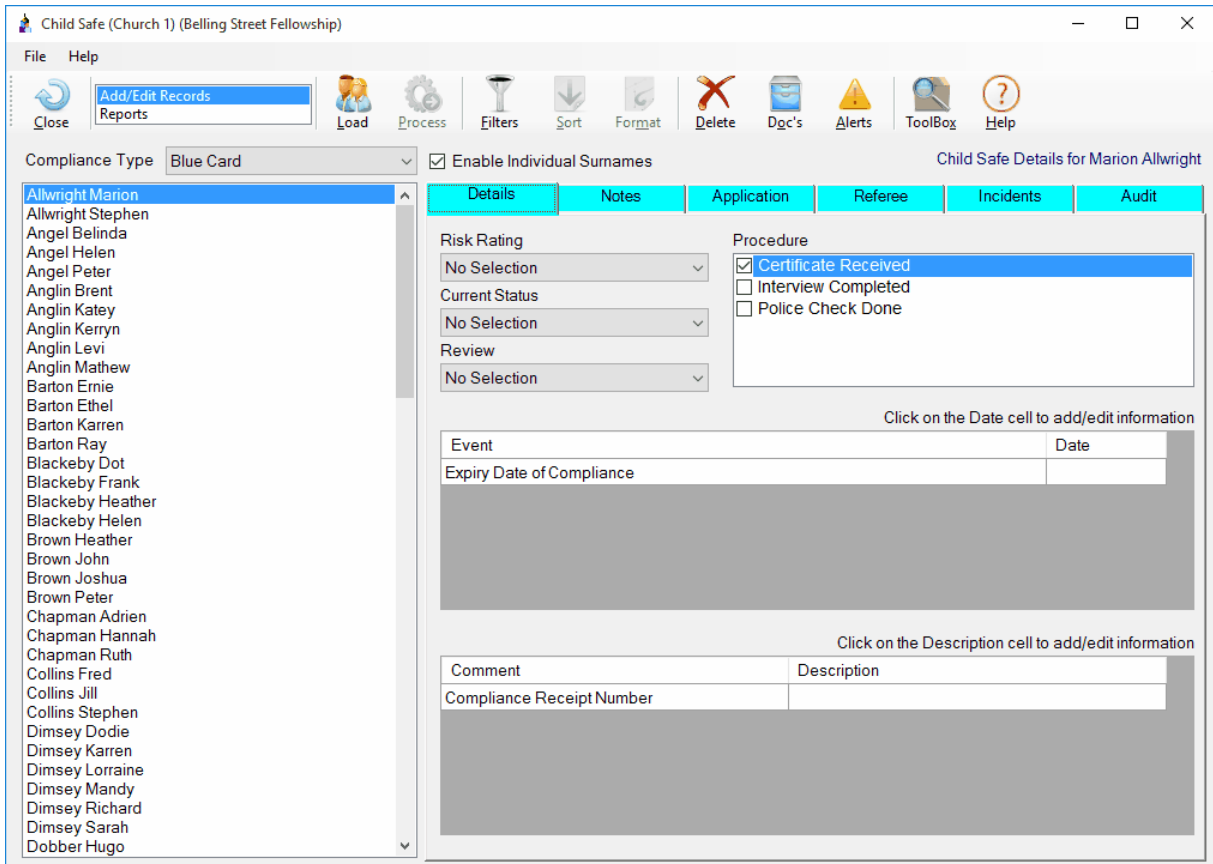 Child Safe (Church 1) (Belling Street Fellowship)
File Help
Close
Add/Edit Records
Reports
Load
Process
Filters
Sort
Format
Delete
Doc's
Alerts
ToolBox
Help
Compliance Type Blue Card
Enable Individual Surnames
Child Safe Details for Marion Allwright
Allwright Marion
Allwright Stephen
Angel Belinda
Angel Helen
Angel Peter
Anglin Brent
Anglin Katey
Anglin Kerryn
Anglin Levi
Anglin Mathew
Barton Ernie
Barton Ethel
Barton Karren
Barton Ray
Blackeby Dot
Blackeby Frank
Blackeby Heather
Blackeby Helen
Brown Heather
Brown John
Brown Joshua
Brown Peter
Chapman Adrien
Chapman Hannah
Chapman Ruth
Collins Fred
Collins Jill
Collins Stephen
Dimsey Dodie
Dimsey Karren
Dimsey Lorraine
Dimsey Mandy
Dimsey Richard
Dimsey Sarah
Dobber Hugo
Details Notes Application Referee Incidents Audit
Risk Rating
No Selection
Current Status
No Selection
Review
No Selection
Procedure
Certificate Received
Interview Completed
Police Check Done
Click on the Date cell to add/edit information
Event Date
Expiry Date of Compliance
Click on the Description cell to add/edit information
Comment Description
Compliance Receipt Number